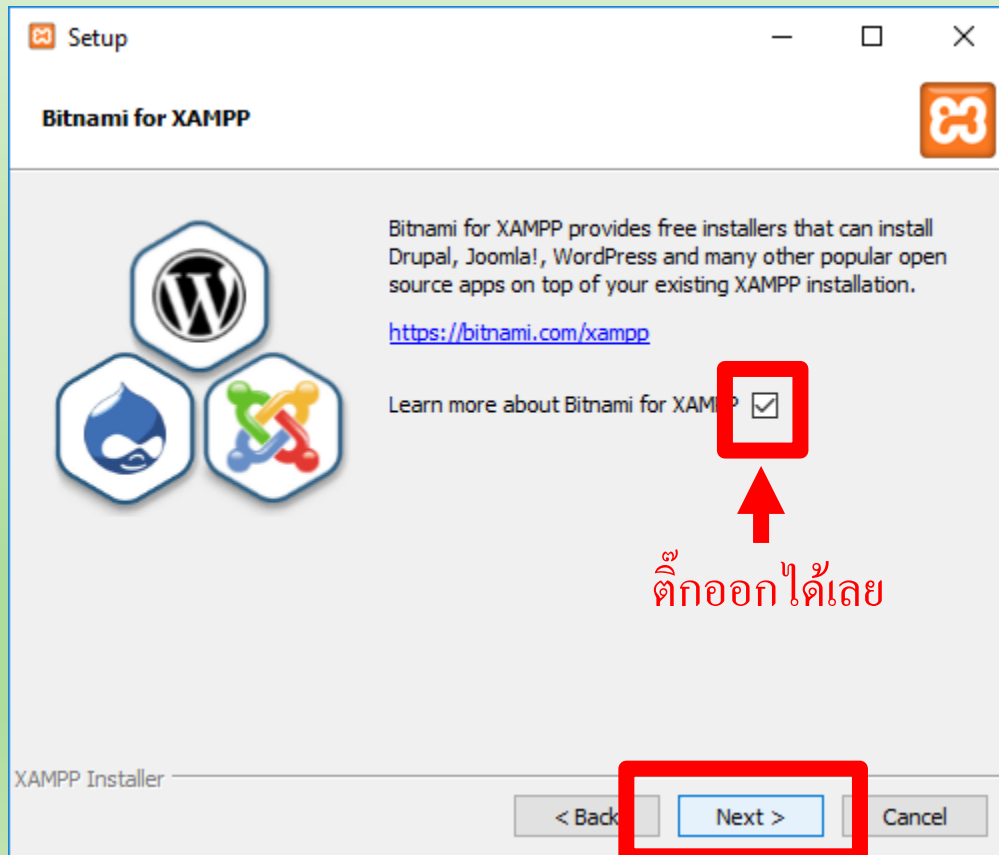 Setup
Bitnami for XAMPP
Bitnami for XAMPP provides free installers that can install
Drupal, Joomla!, WordPress and many other popular open
source apps on top of your existing XAMPP installation.
https://bitnami.com/xampp
Learn more about Bitnami for XAMPP
ติ๊กออกได้เลย
XAMPP Installer
< Back Next > Cancel